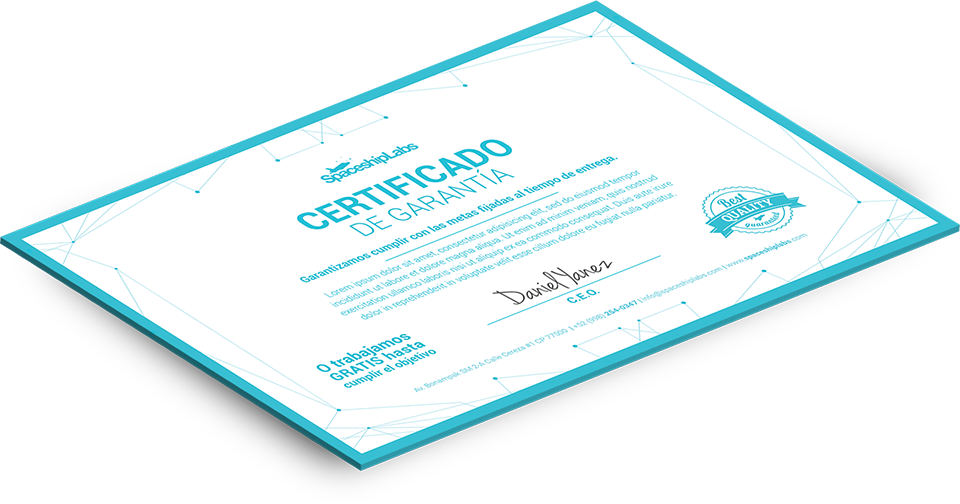 SpaceshipLabs
CERTIFICADO
DE GARANTÍA
Garantizamos cumplir con las metas fijadas al tiempo de entrega.
Lorem ipsum dolor sit amet, consectetur adipisicing elit, sed do eiusmod tempor
incididunt ut labore et dolore magna aliqua. Ut enim ad minim veniam, quis nostrud
exercitation ullamco laboris nisi ut aliquip ex ea commodo consequat. Duis aute irure
dolor in reprehenderit in voluptate velit esse cillum dolore eu fugiat nulla pariatur.
Best
QUALITY
guarantee
Daniel Yanez
C.E.O.
O trabajamos
GRATIS hasta
cumplir el objetivo
Av. Bonampak SM 2-A Calle Cereza #1 CP 77500 | +52 (998) 254-0247 | info@spaceshiplabs.com | www.spaceshiplabs.com